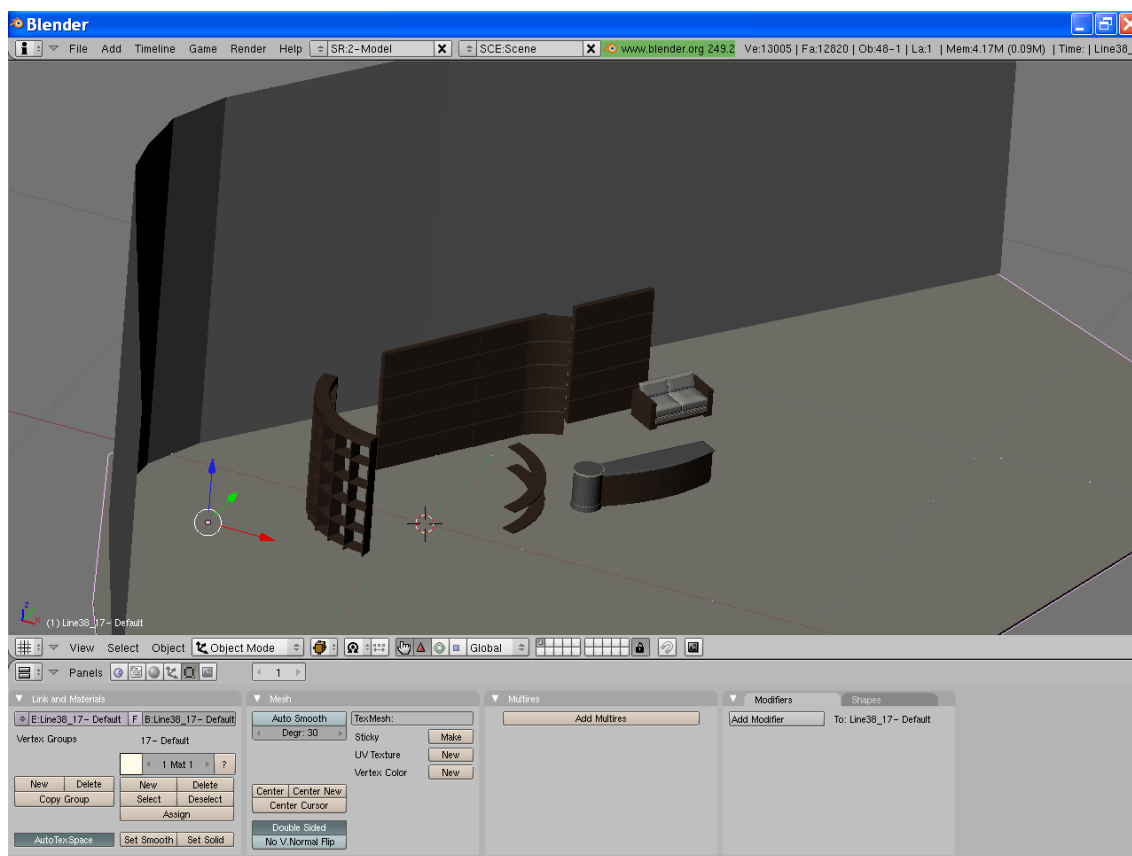 Blender
File Add Timeline Game Render Help SR:2-Model SCE:Scene www.blender.org 249.2 Ve:13005 | Fa:12820 | Ob:48-1 | La:1 | Mem:4.17M (0.09M) | Time: | Line38_
z
x
(1) Line38_17- Default
View Select Object Object Mode Global
Panels 1
Link and Materials
E:Line38_17- Default F B:Line38_17- Default
Vertex Groups 17- Default
1 Mat 1 ?
New Delete New Delete
Copy Group Select Deselect
Assign
AutoTexSpace Set Smooth Set Solid
Mesh
Auto Smooth TexMesh:
Degr: 30 Sticky Make
UV Texture New
Vertex Color New
Center Center New
Center Cursor
Double Sided
No V.Normal Flip
Multires
Add Multires
Modifiers Shapes
Add Modifier To: Line38_17- Default